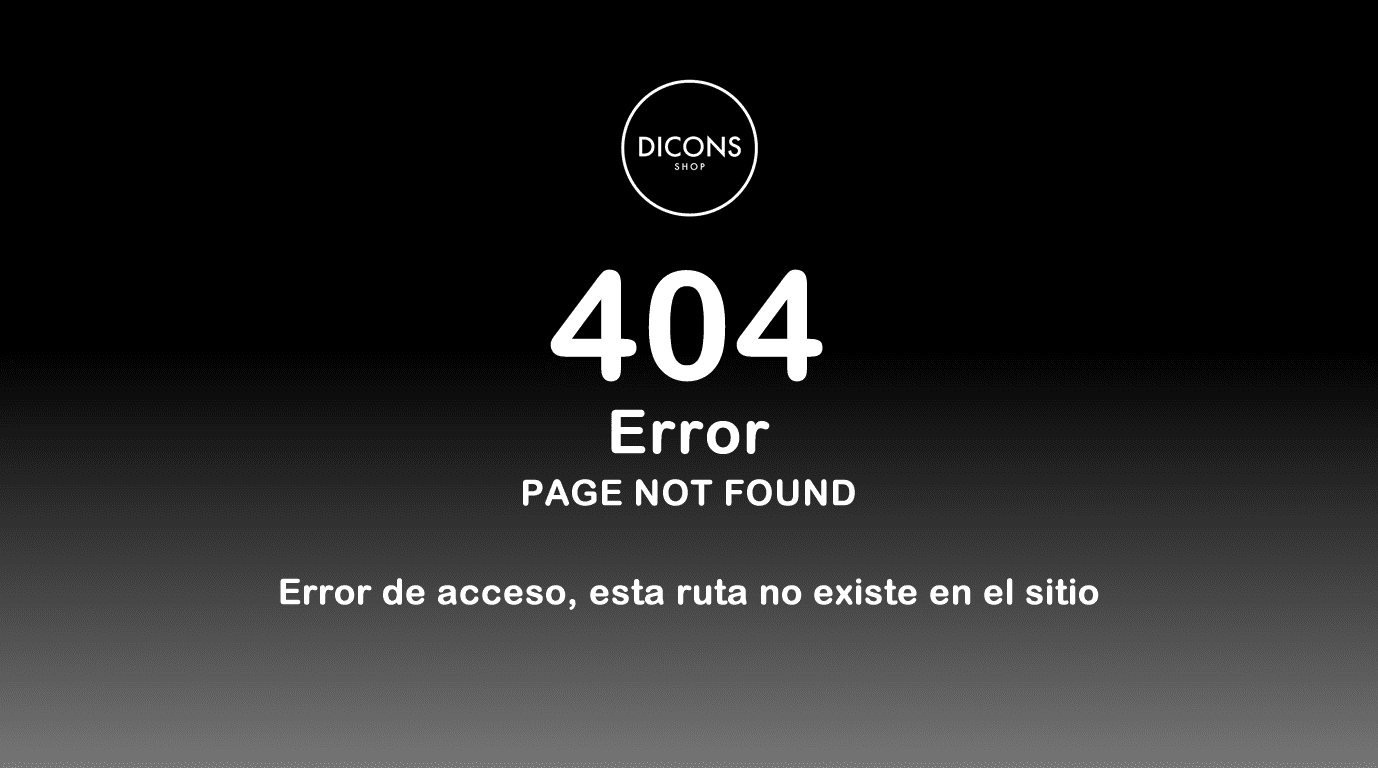 DICONS
SHOP
404
Error
PAGE NOT FOUND
Error de acceso, esta ruta no existe en el sitio